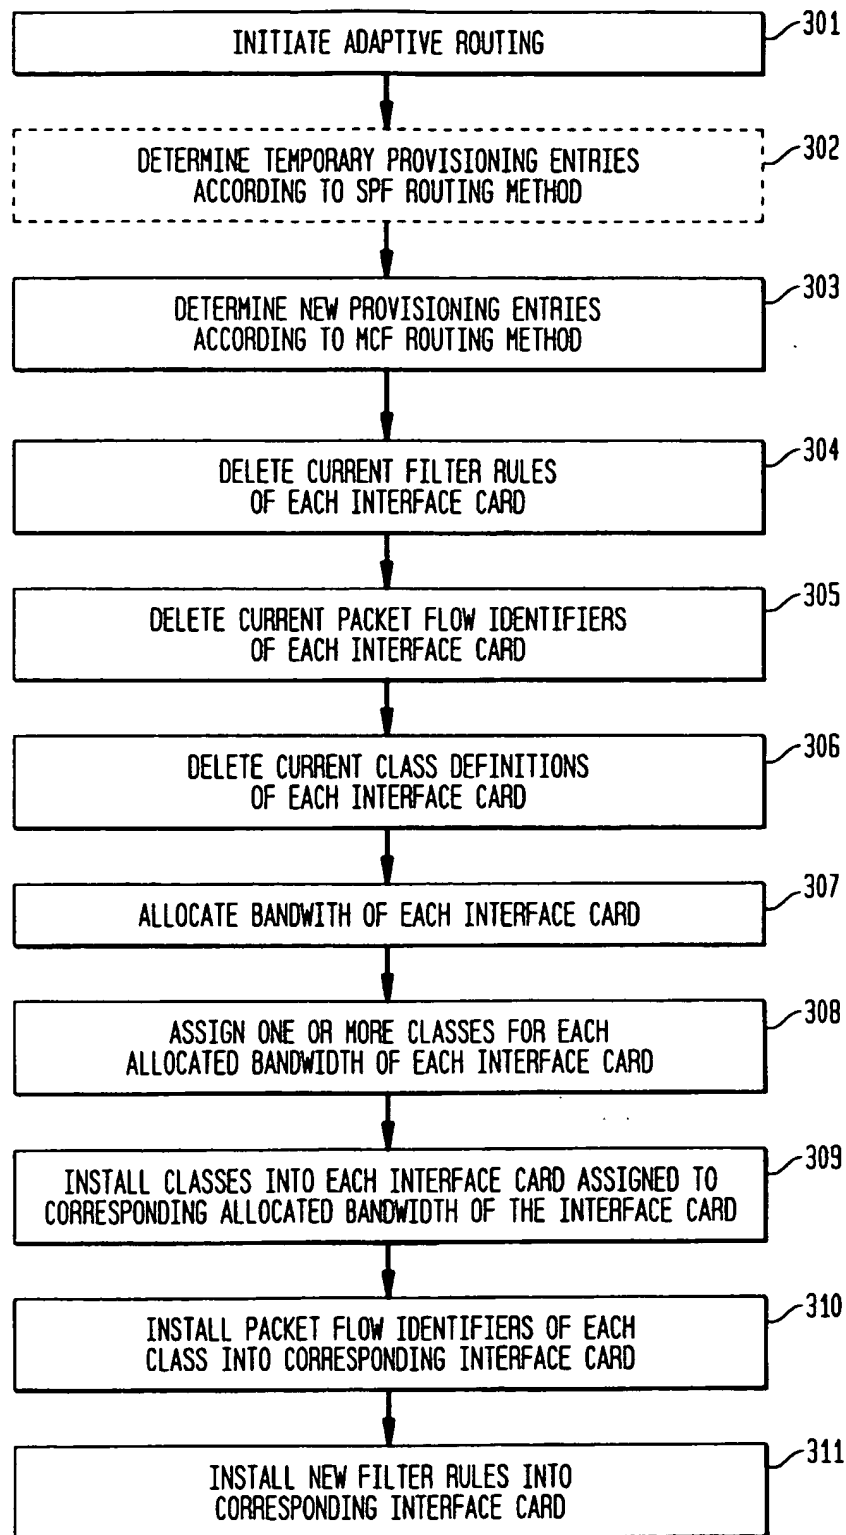 INITIATE ADAPTIVE ROUTING
301
DETERMINE TEMPORARY PROVISIONING ENTRIES
ACCORDING TO SPF ROUTING METHOD
302
DETERMINE NEW PROVISIONING ENTRIES
ACCORDING TO MCF ROUTING METHOD
303
DELETE CURRENT FILTER RULES
OF EACH INTERFACE CARD
304
DELETE CURRENT PACKET FLOW IDENTIFIERS
OF EACH INTERFACE CARD
305
DELETE CURRENT CLASS DEFINITIONS
OF EACH INTERFACE CARD
306
ALLOCATE BANDWITH OF EACH INTERFACE CARD
307
ASSIGN ONE OR MORE CLASSES FOR EACH
ALLOCATED BANDWIDTH OF EACH INTERFACE CARD
308
INSTALL CLASSES INTO EACH INTERFACE CARD ASSIGNED TO
CORRESPONDING ALLOCATED BANDWIDTH OF THE INTERFACE CARD
309
INSTALL PACKET FLOW IDENTIFIERS OF EACH
CLASS INTO CORRESPONDING INTERFACE CARD
310
INSTALL NEW FILTER RULES INTO
CORRESPONDING INTERFACE CARD
311